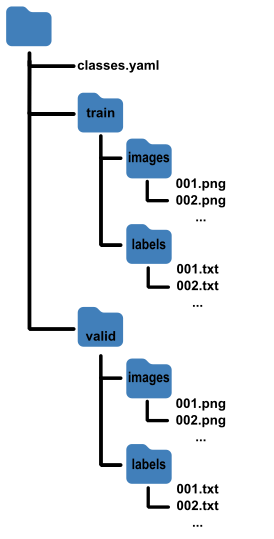 classes.yaml
train
images
001.png
002.png
...
labels
001.txt
002.txt
...
valid
images
001.png
002.png
...
labels
001.txt
002.txt
...